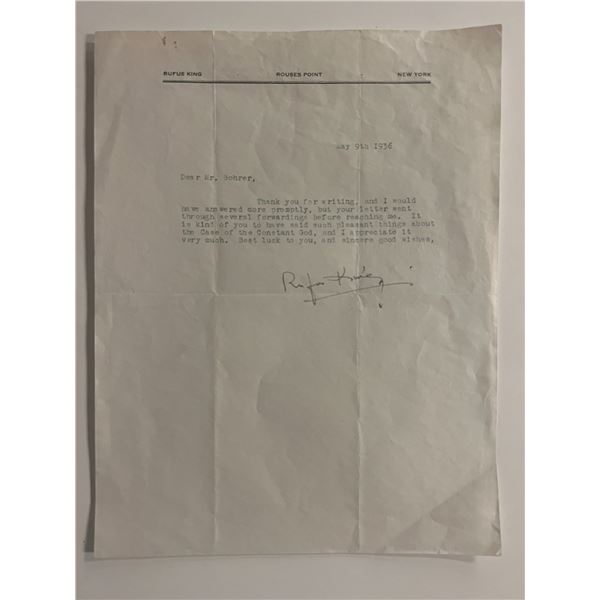 RUFUS KING ROUSES POINT NEW YORK
May 9th 1936
Dear Mr. Bohrer,
Thank you for writing, and I would
have answered more promptly, but your letter went
through several forwardings before reaching me. It
is kind of you to have said such pleasant things about
the Case of the Constant God, and I appreciate it
very much. Best luck to you, and sincere good wishes,
Rufus King